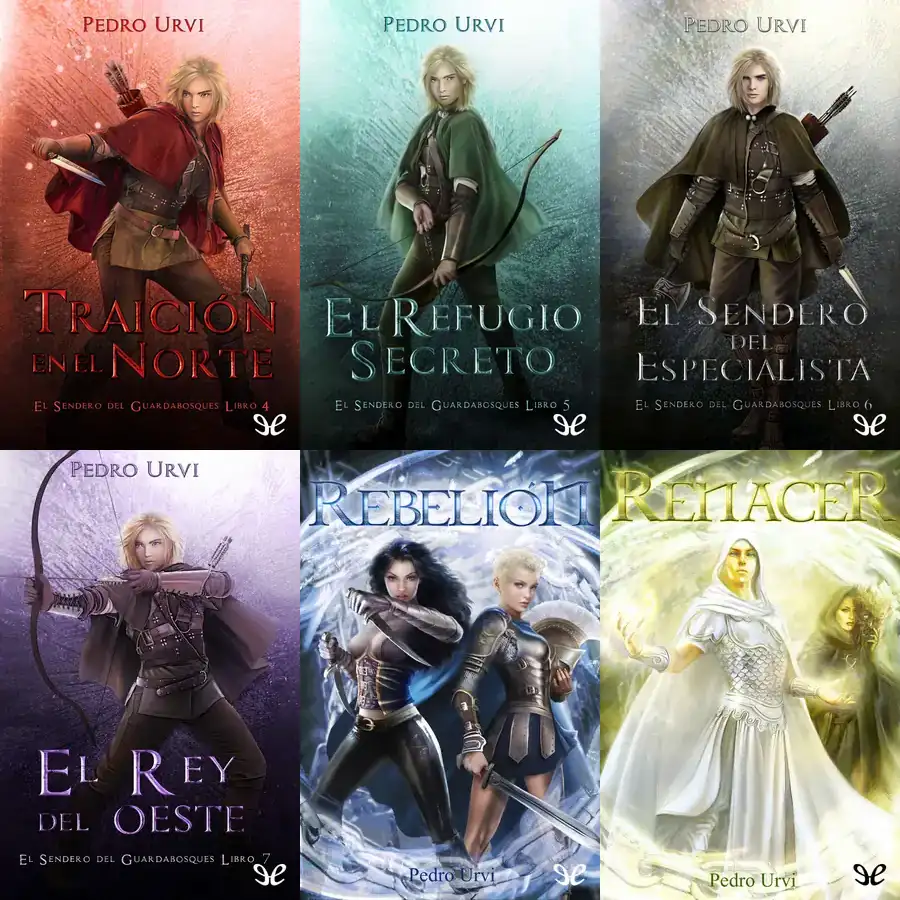 PEDRO URVI
TRAICIÓN
EN EL NORTE
EL SENDERO DEL GUARDABOSQUES LIBRO 4
PEDRO URVI
EL REFUGIO
SECRETO
EL SENDERO DEL GUARDABOSQUES LIBRO 5
PEDRO URVI
EL SENDERO
DEL
ESPECIALISTA
EL SENDERO DEL GUARDABOSQUES LIBRO 6
PEDRO URVI
EL REY
DEL OESTE
EL SENDERO DEL GUARDABOSQUES LIBRO 7
REBELIÓN
Pedro Urvi
RENACER
Pedro Urvi